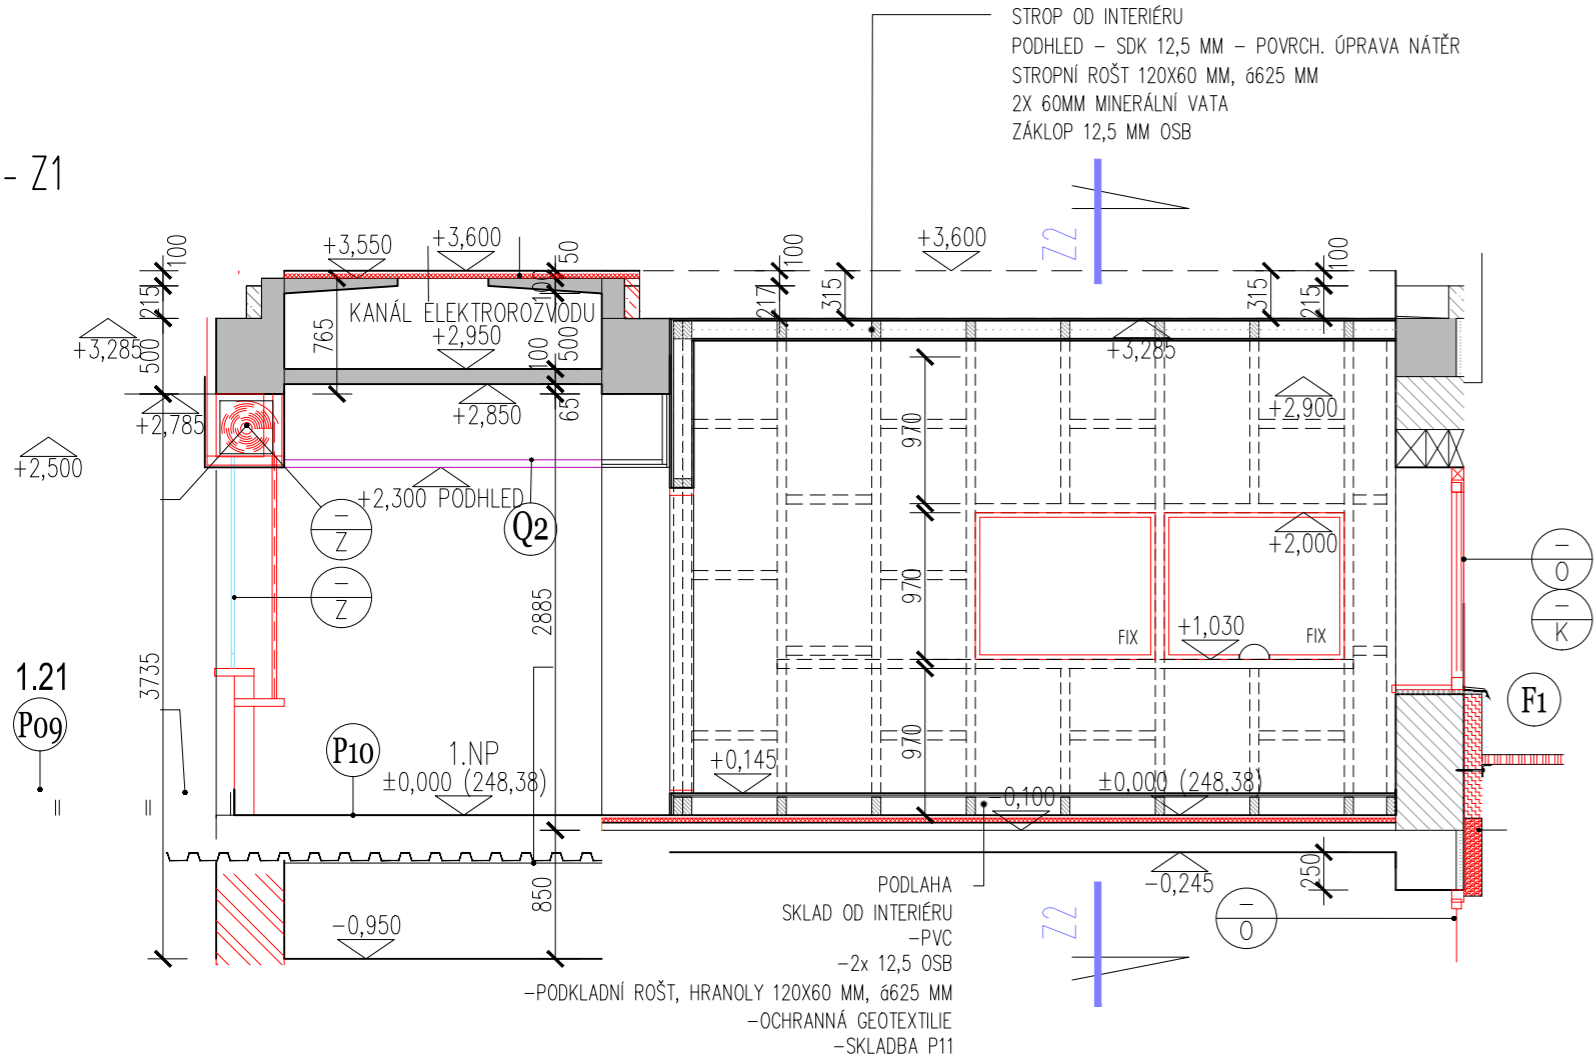 STROP OD INTERIÉRU
PODHLED - SDK 12,5 MM - POVRCH. ÚPRAVA NÁTĚR
STROPNÍ ROŠT 120X60 MM, á625 MM
2X 60MM MINERÁLNÍ VATA
ZÁKLOP 12,5 MM OSB
- Z1
Z2
100
+3,550
+3,600
50
100
+3,600
100
215
100
217
315
315
215
KANÁL ELEKTROROZVODU
+3,285
500
765
+2,950
100
500
+3,285
+2,785
+2,850
65
970
+2,900
+2,500
+2,300 PODHLED
Q2
–
Z
+2,000
–
O
–
Z
2885
970
FIX
+1,030
FIX
–
K
1.21
3735
P09
F1
P10
1.NP
±0,000 (248,38)
970
+0,145
-0,100
±0,000 (248,38)
=
=
850
-0,950
-0,245
250
–
O
Z2
PODLAHA
SKLAD OD INTERIÉRU
-PVC
-2x 12,5 OSB
-PODKLADNÍ ROŠT, HRANOLY 120X60 MM, á625 MM
-OCHRANNÁ GEOTEXTILIE
-SKLADBA P11